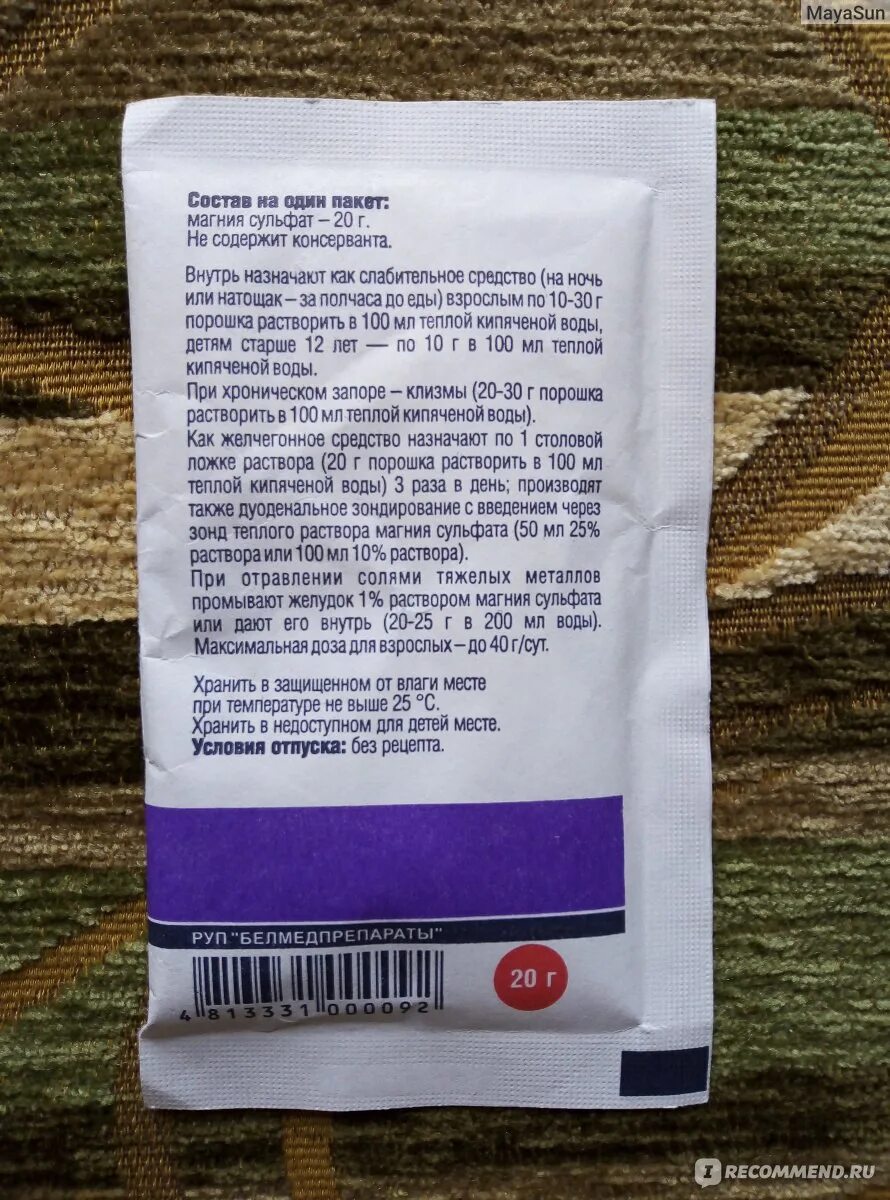 MayaSun
Состав на один пакет:
магния сульфат – 20 г.
Не содержит консерванта.
Внутрь назначают как слабительное средство (на ночь
или натощак – за полчаса до еды) взрослым по 10-30 г
порошка растворить в 100 мл теплой кипяченой воды,
детям старше 12 лет — по 10 г в 100 мл теплой
кипяченой воды.
При хроническом запоре – клизмы (20-30 г порошка
растворить в 100 мл теплой кипяченой воды).
Как желчегонное средство назначают по 1 столовой
ложке раствора (20 г порошка растворить в 100 мл
теплой кипяченой воды) 3 раза в день; производят
также дуоденальное зондирование с введением через
зонд теплого раствора магния сульфата (50 мл 25%
раствора или 100 мл 10% раствора).
При отравлении солями тяжелых металлов
промывают желудок 1% раствором магния сульфата
или дают его внутрь (20-25 г в 200 мл воды).
Максимальная доза для взрослых – до 40 г/сут.
Хранить в защищенном от влаги месте
при температуре не выше 25 °С.
Хранить в недоступном для детей месте.
Условия отпуска: без рецепта.
РУП "БЕЛМЕДПРЕПАРАТЫ"
4 813331 000092
20 г
I RECOMMEND.RU